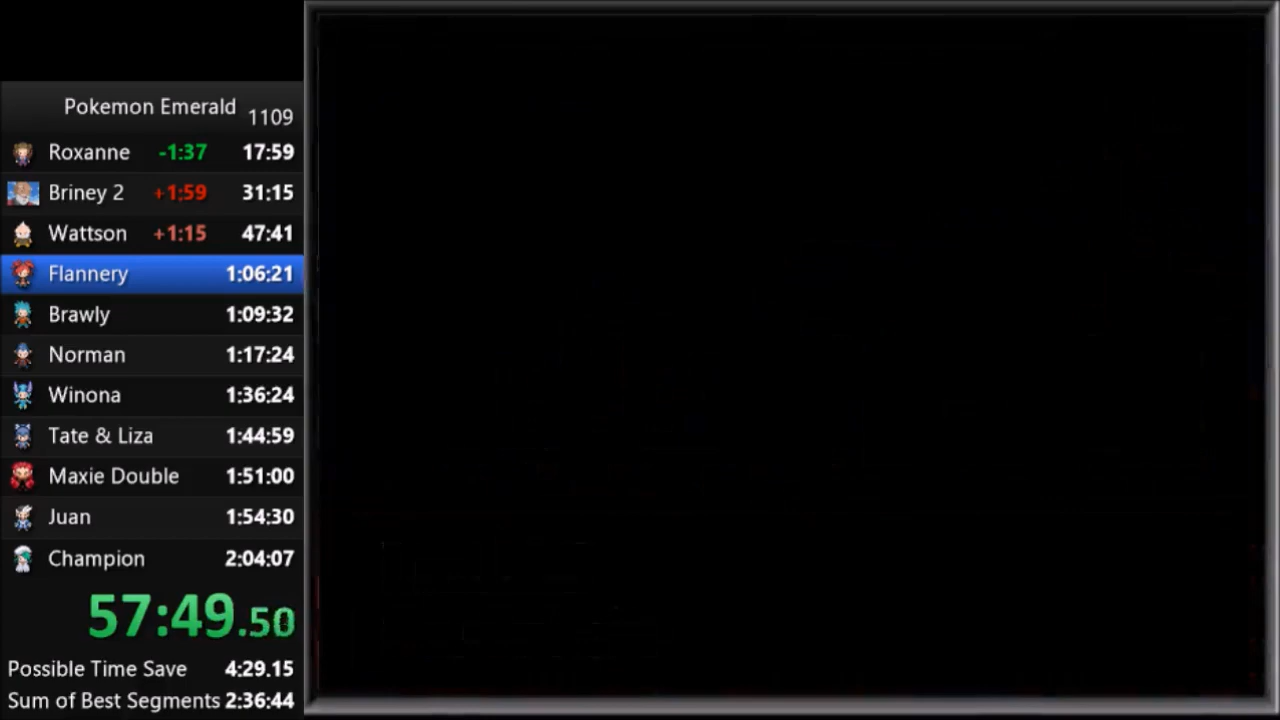 Pokemon Emerald 1109
Roxanne -1:37 17:59
Briney 2 +1:59 31:15
Wattson +1:15 47:41
Flannery 1:06:21
Brawly 1:09:32
Norman 1:17:24
Winona 1:36:24
Tate & Liza 1:44:59
Maxie Double 1:51:00
Juan 1:54:30
Champion 2:04:07
57:49.50
Possible Time Save 4:29.15
Sum of Best Segments 2:36:44